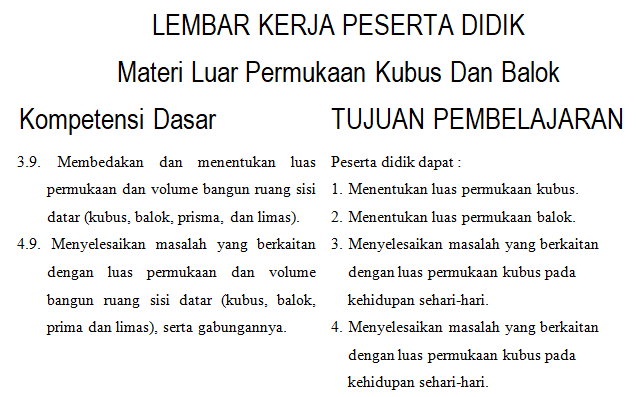 LEMBAR KERJA PESERTA DIDIK
Materi Luar Permukaan Kubus Dan Balok
Kompetensi Dasar
3.9. Membedakan dan menentukan luas
permukaan dan volume bangun ruang sisi
datar (kubus, balok, prisma, dan limas).
4.9. Menyelesaikan masalah yang berkaitan
dengan luas permukaan dan volume
bangun ruang sisi datar (kubus, balok,
prima dan limas), serta gabungannya.
TUJUAN PEMBELAJARAN
Peserta didik dapat :
1. Menentukan luas permukaan kubus.
2. Menentukan luas permukaan balok.
3. Menyelesaikan masalah yang berkaitan
dengan luas permukaan kubus pada
kehidupan sehari-hari.
4. Menyelesaikan masalah yang berkaitan
dengan luas permukaan kubus pada
kehidupan sehari-hari.